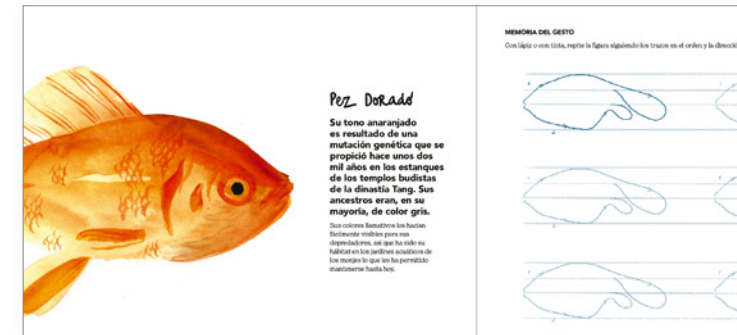 Pez Dorado
Su tono anaranjado
es resultado de una
mutación genética que se
propició hace unos dos
mil años en los estanques
de los templos budistas
de la dinastía Tang. Sus
ancestros eran, en su
mayoría, de color gris.
Sus colores llamativos los hacían
fácilmente visibles para sus
depredadores, así que ha sido su
hábitat en los jardines acuáticos de
los monjes lo que les ha permitido
mantenerse hasta hoy.
MEMORIA DEL GESTO
Con lápiz o con tinta, repite la figura siguiendo los trazos en el orden y la direcció